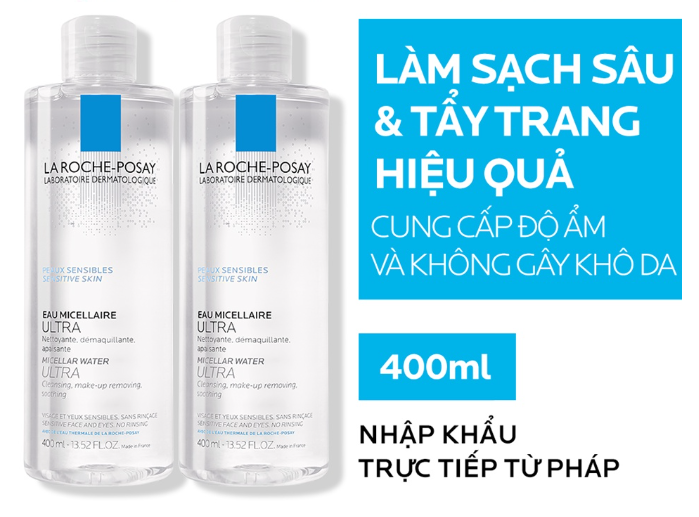 LA ROCHE-POSAY
LABORATOIRE DERMATOLOGIQUE
PEAUX SENSIBLES
SENSITIVE SKIN
EAU MICELLAIRE
ULTRA
Nettoyante, démaquillante,
apaisante
MICELLAR WATER
ULTRA
Cleansing, make-up removing,
soothing
VISAGE ET YEUX SENSIBLES, SANS RINÇAGE
SENSITIVE FACE AND EYES, NO RINSING
400 ml - 13.52 FL.OZ. Made in France
LA ROCHE-POSAY
LABORATOIRE DERMATOLOGIQUE
PEAUX SENSIBLES
SENSITIVE SKIN
EAU MICELLAIRE
ULTRA
Nettoyante, démaquillante,
apaisante
MICELLAR WATER
ULTRA
Cleansing, make-up removing,
soothing
VISAGE ET YEUX SENSIBLES, SANS RINÇAGE
SENSITIVE FACE AND EYES, NO RINSING
400 ml - 13.52 FL.OZ. Made in France
LÀM SẠCH SÂU
& TẨY TRANG
HIỆU QUẢ
CUNG CẤP ĐỘ ẨM
VÀ KHÔNG GÂY KHÔ DA
400ml
NHẬP KHẨU
TRỰC TIẾP TỪ PHÁP